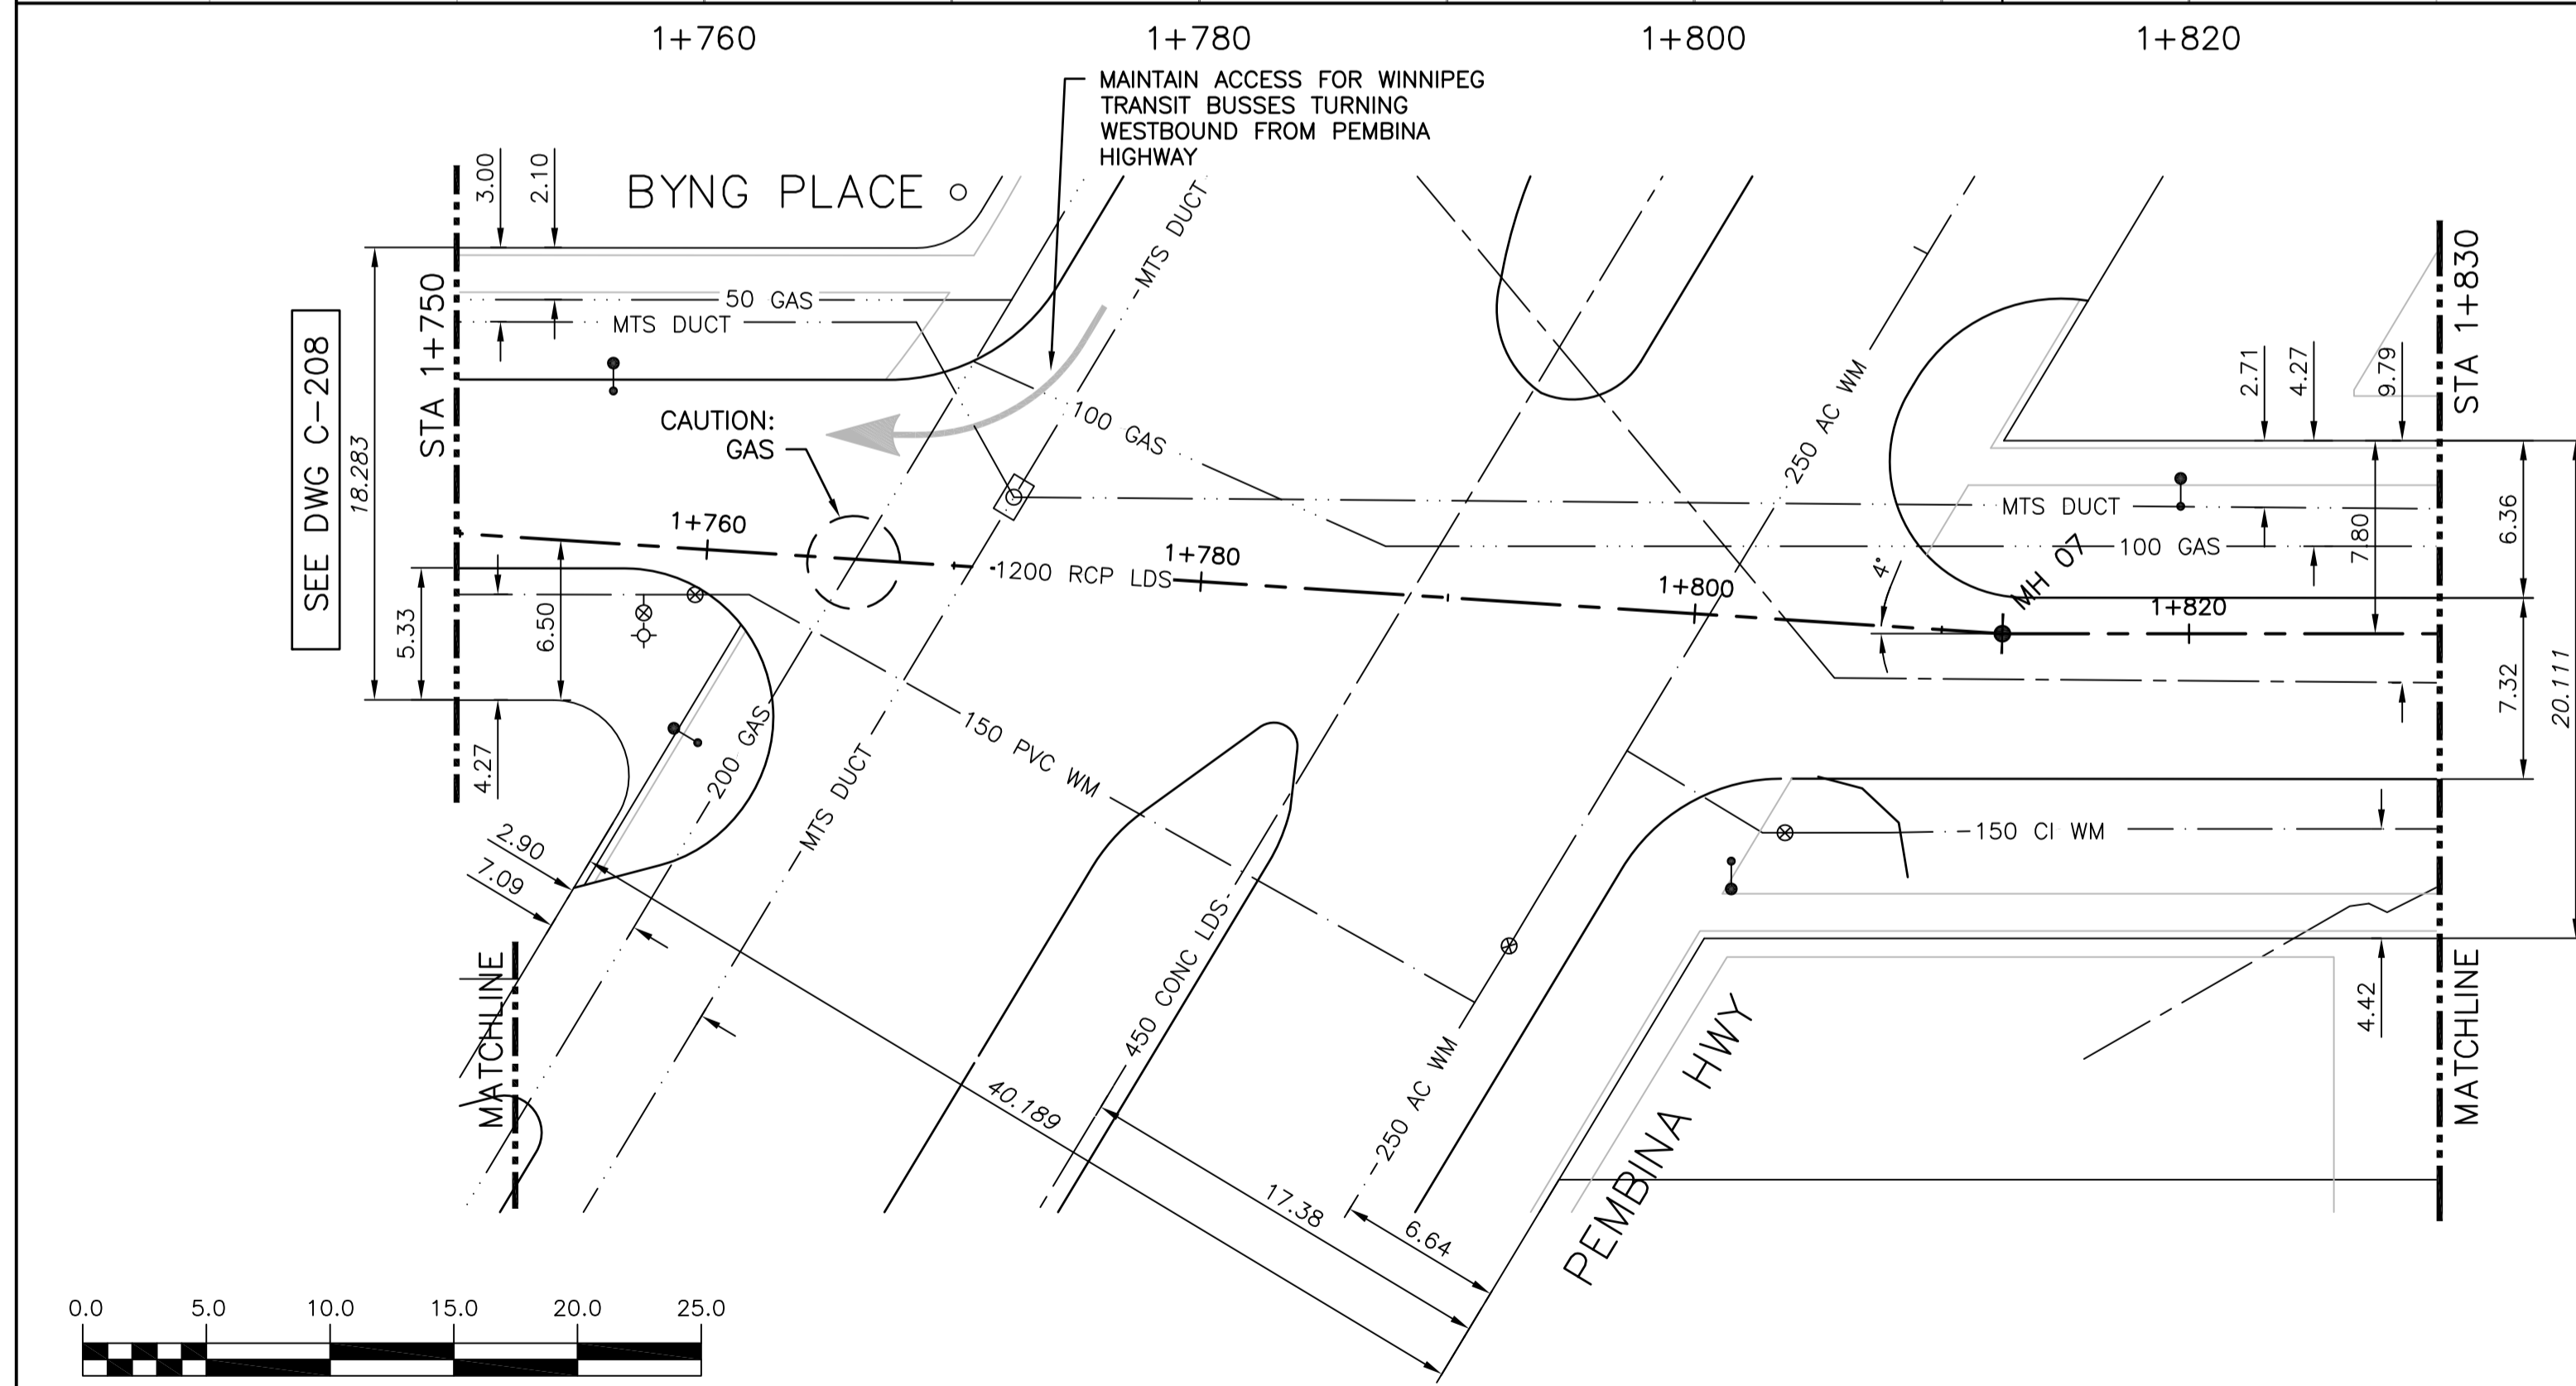 1+760
1+780
1+800
1+820
MAINTAIN ACCESS FOR WINNIPEG
TRANSIT BUSSES TURNING
WESTBOUND FROM PEMBINA
HIGHWAY
3.00
2.10
BYNG PLACE
MTS DUCT
STA 1+750
STA 1+830
50 GAS
MTS DUCT
SEE DWG C-208
18.283
CAUTION:
GAS
100 GAS
250 AC WM
2.71
4.27
9.79
1+760
1+780
1200 RCP LDS
1+800
4°
MH 07
1+820
MTS DUCT
100 GAS
7.80
6.36
5.33
6.50
4.27
7.32
20.111
200 GAS
MTS DUCT
150 PVC WM
150 CI WM
2.90
7.09
450 CONC LDS
4.42
MATCHLINE
MATCHLINE
250 AC WM
40.189
17.38
6.64
PEMBINA HWY
0.0
5.0
10.0
15.0
20.0
25.0